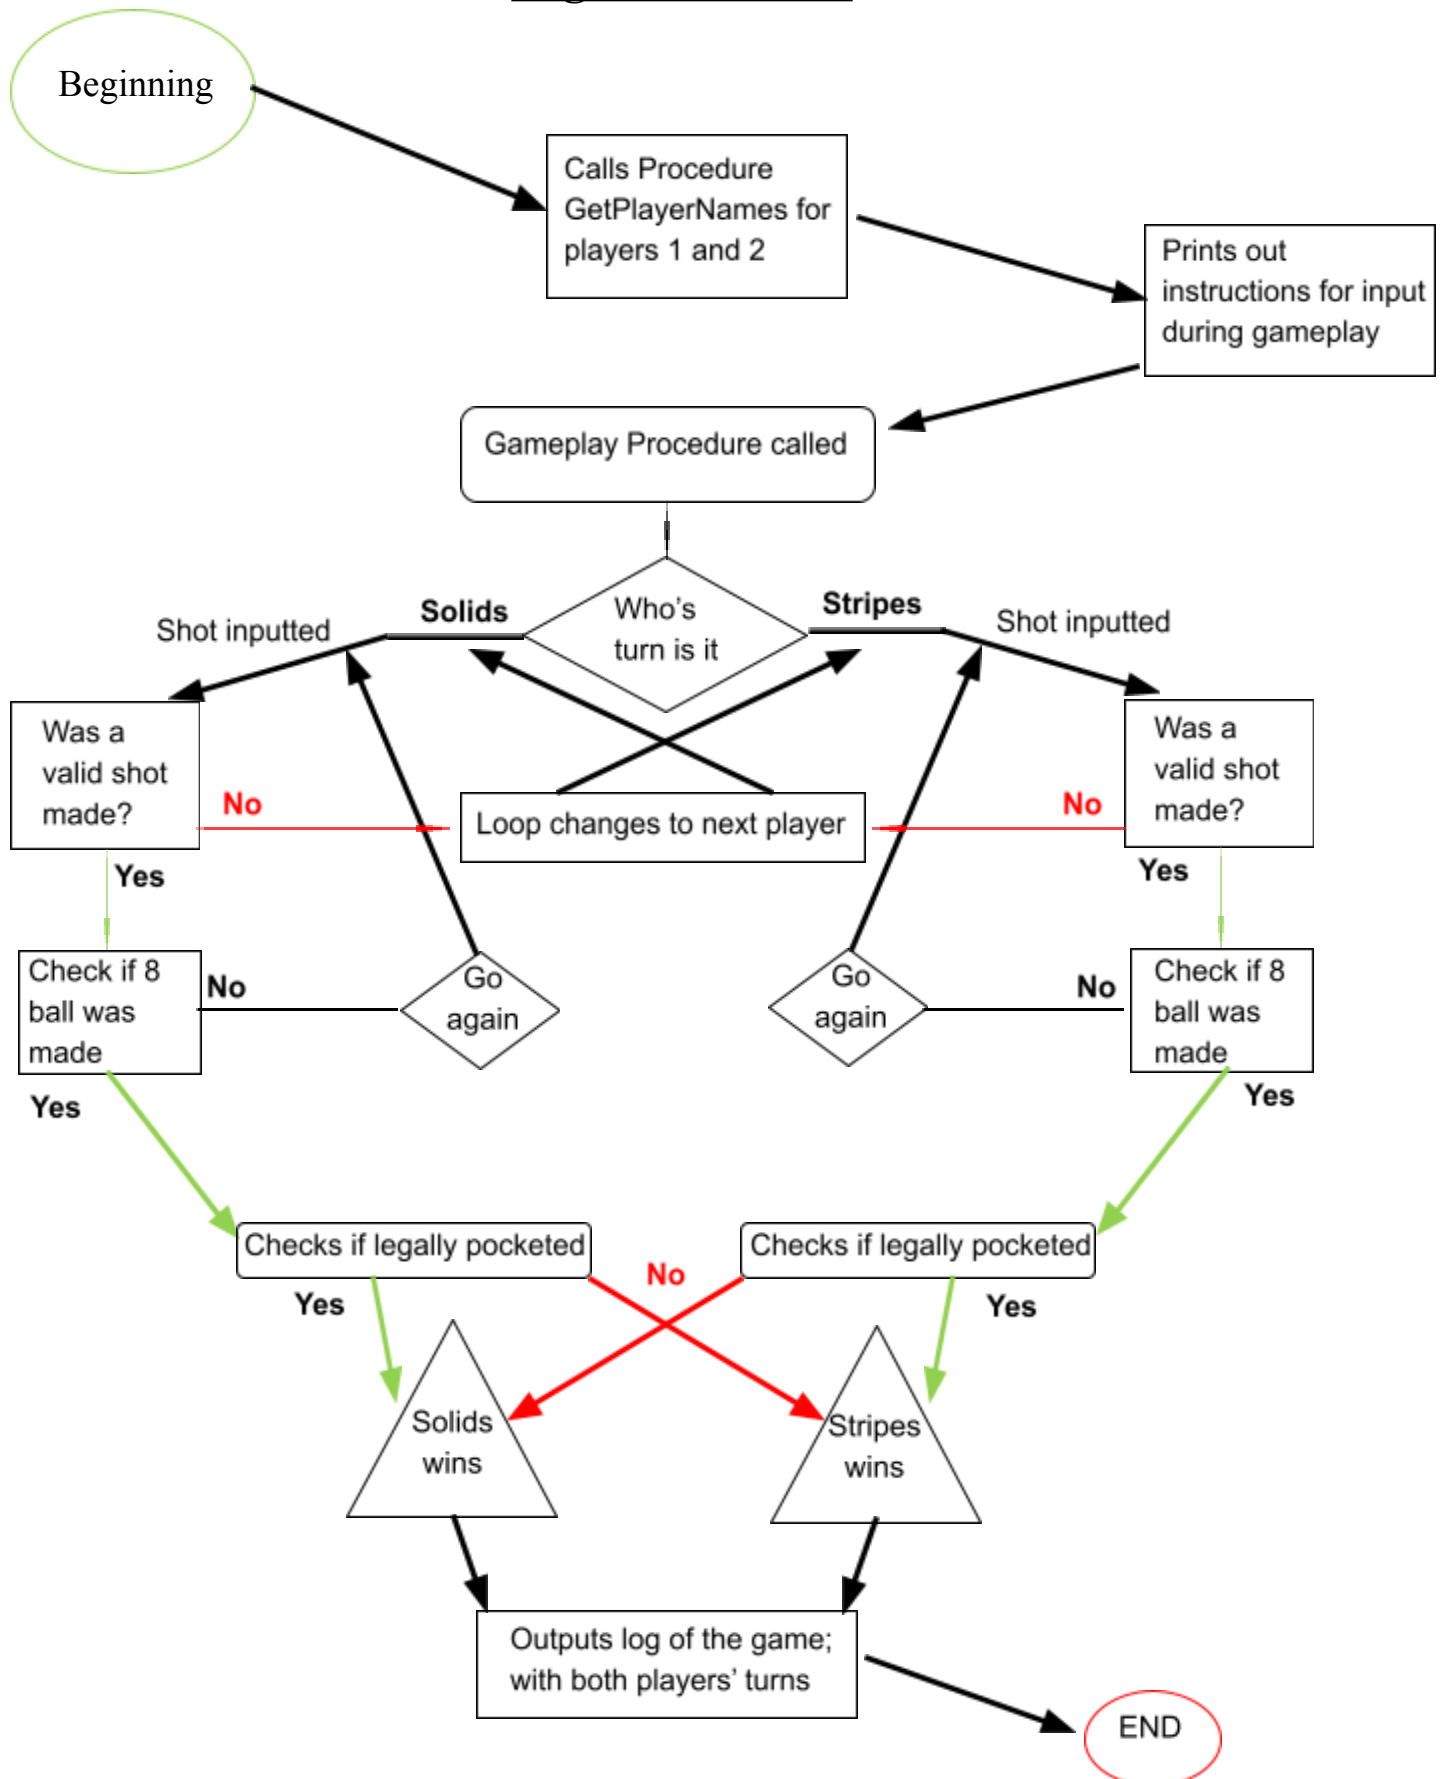 Beginning
Calls Procedure
GetPlayerNames for
players 1 and 2
Prints out
instructions for input
during gameplay
Gameplay Procedure called
Who's
turn is it
Solids
Stripes
Shot inputted
Shot inputted
Was a
valid shot
made?
Was a
valid shot
made?
No
Loop changes to next player
No
Yes
Yes
Check if 8
ball was
made
No
Go
again
Go
again
No
Check if 8
ball was
made
Yes
Yes
Checks if legally pocketed
Checks if legally pocketed
No
Yes
Yes
Solids
wins
Stripes
wins
Outputs log of the game;
with both players' turns
END